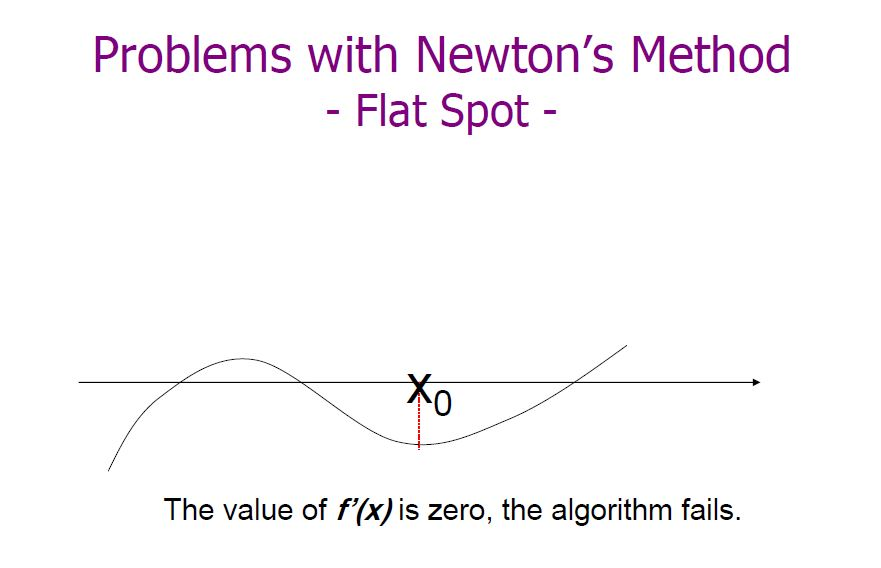 Problems with Newton’s Method
- Flat Spot -
x0
The value of f’(x) is zero, the algorithm fails.